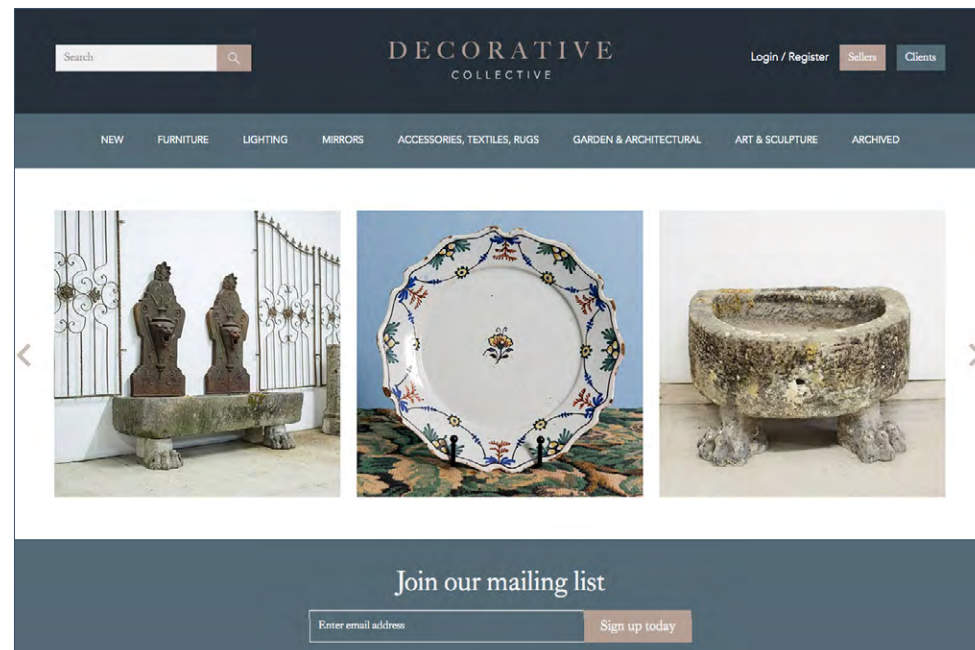 Search
DECORATIVE
COLLECTIVE
Login / Register
Sellers
Clients
NEW
FURNITURE
LIGHTING
MIRRORS
ACCESSORIES, TEXTILES, RUGS
GARDEN & ARCHITECTURAL
ART & SCULPTURE
ARCHIVED
Join our mailing list
Enter email address
Sign up today